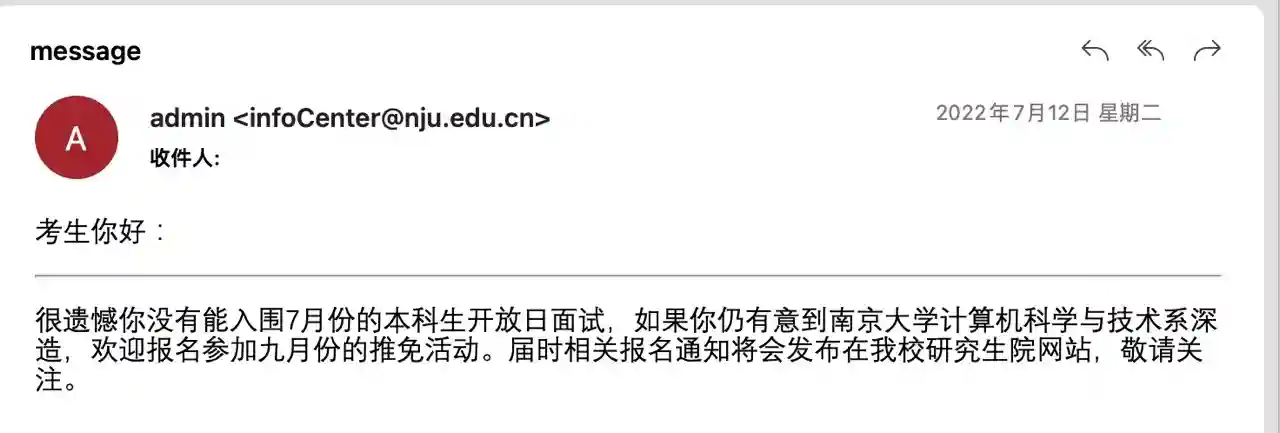 message
A
admin <infoCenter@nju.edu.cn>
2022年7月12日 星期二
收件人:
考生你好：
很遗憾你没有能入围7月份的本科生开放日面试，如果你仍有意到南京大学计算机科学与技术系深
造，欢迎报名参加九月份的推免活动。届时相关报名通知将会发布在我校研究生院网站，敬请关
注。